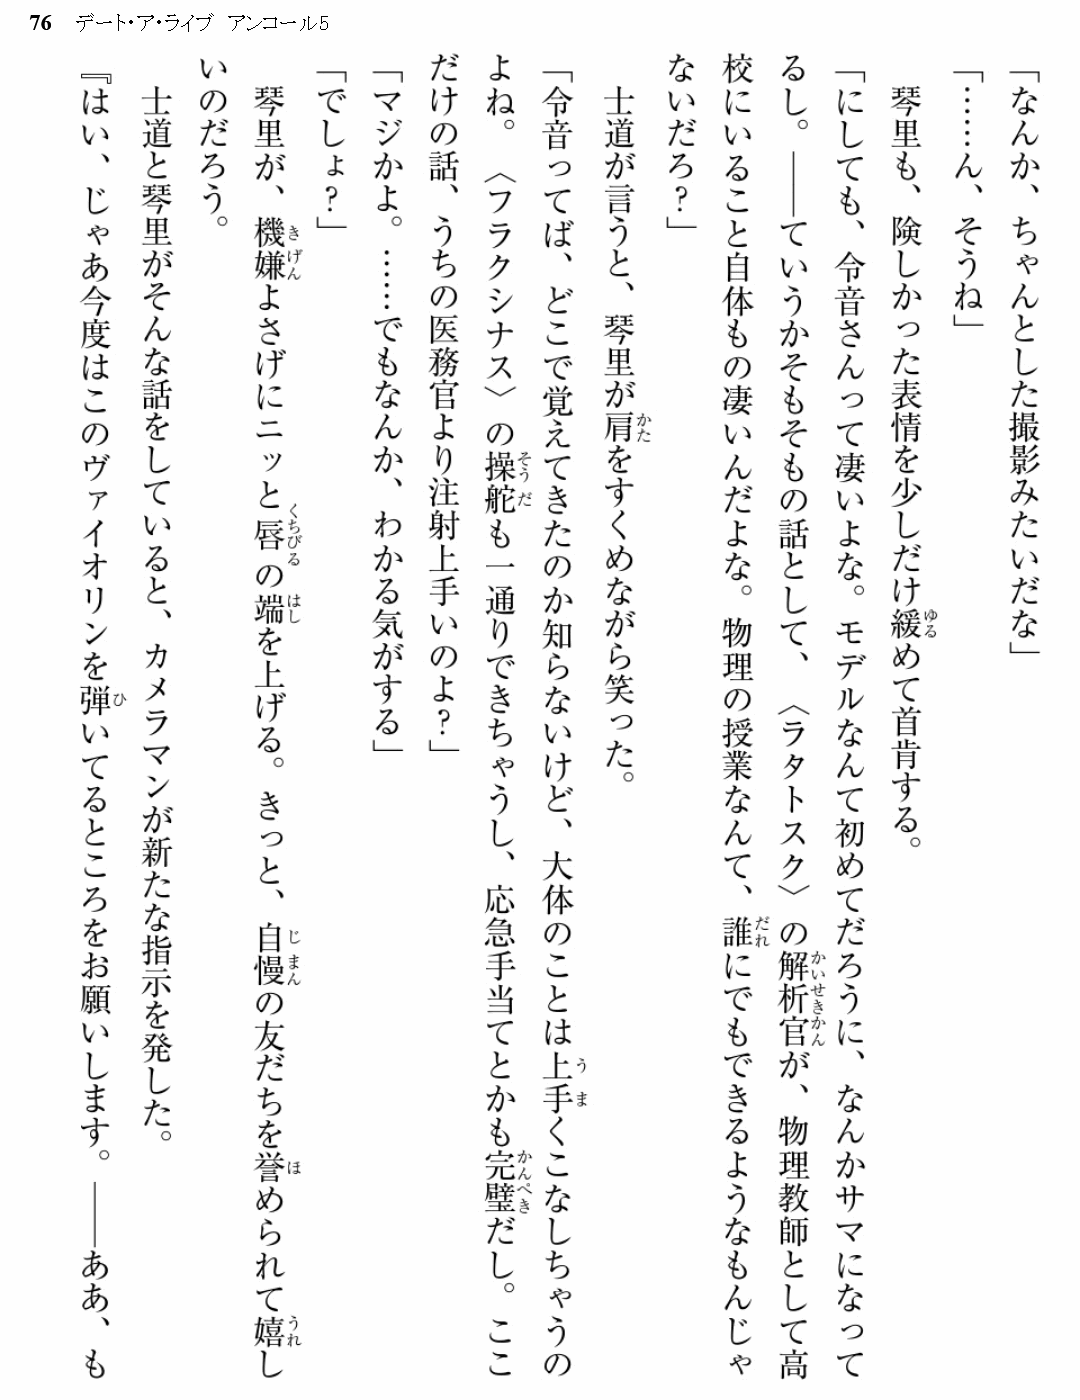 76 デート・ア・ライブ アンコール5
「なんか、ちゃんとした撮影みたいだな」
「……ん、そうね」
琴里も、険しかった表情を少しだけ緩めて首肯する。
「にしても、令音さんって凄いよな。モデルなんて初めてだろうに、なんかサマになって
るし。――ていうかそもそもの話として、〈ラタトスク〉の解析官が、物理教師として高
校にいること自体もの凄いんだよな。物理の授業なんて、誰にでもできるようなもんじゃ
ないだろ？」
士道が言うと、琴里が肩をすくめながら笑った。
「令音ってば、どこで覚えてきたのか知らないけど、大体のことは上手くこなしちゃうの
よね。〈フラクシナス〉の操舵も一通りできちゃうし、応急手当てとかも完璧だし。ここ
だけの話、うちの医務官より注射上手いのよ？」
「マジかよ。……でもなんか、わかる気がする」
「でしょ？」
琴里が、機嫌よさげにニッと唇の端を上げる。きっと、自慢の友だちを誉められて嬉し
いのだろう。
士道と琴里がそんな話をしていると、カメラマンが新たな指示を発した。
『はい、じゃあ今度はこのヴァイオリンを弾いてるところをお願いします。――ああ、も